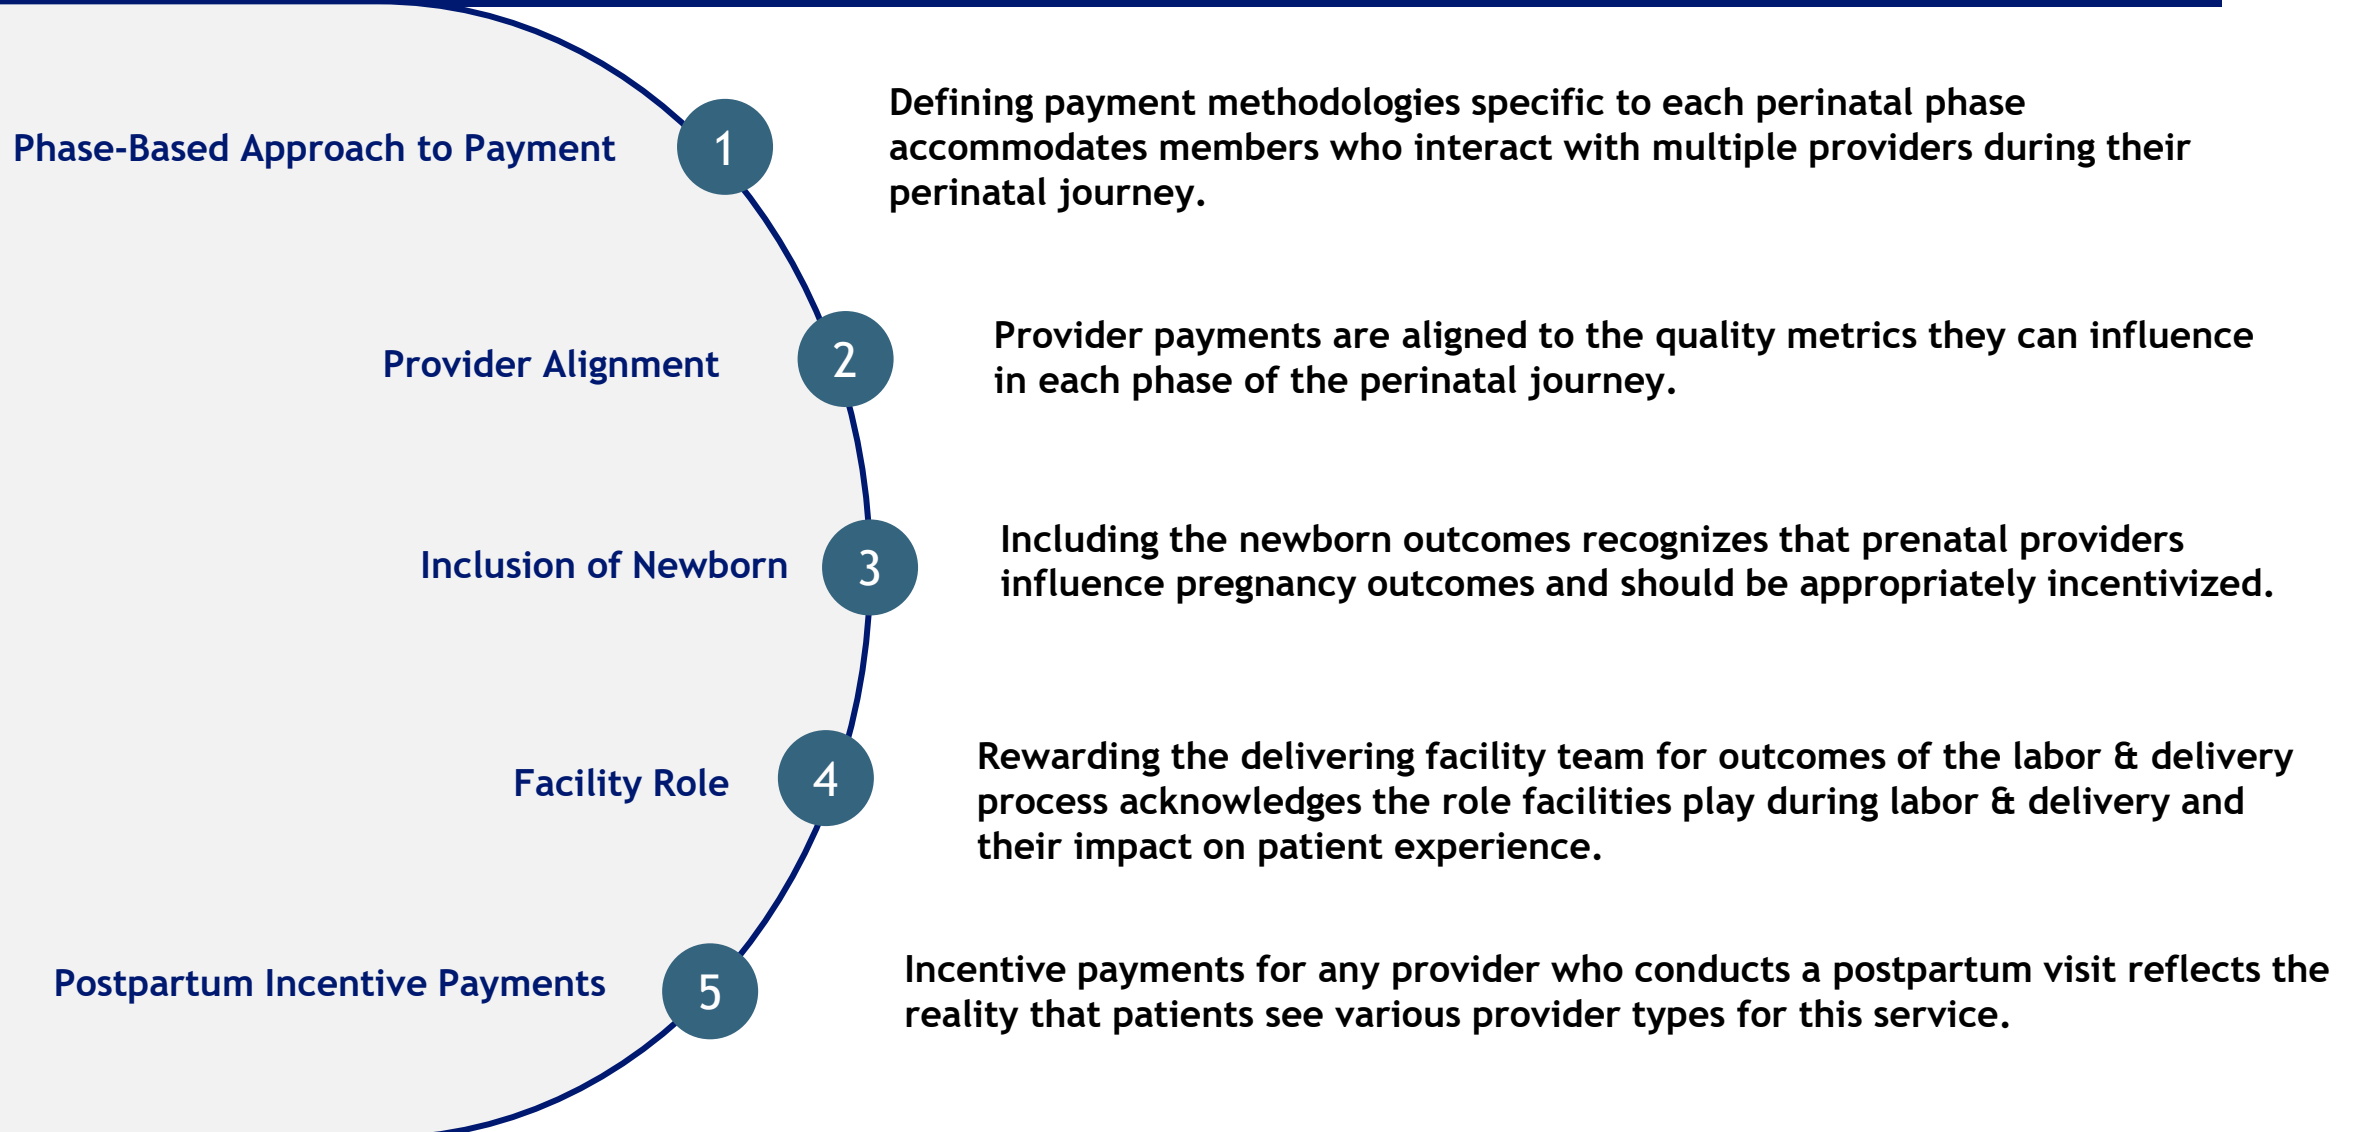 Phase-Based Approach to Payment
1
Defining payment methodologies specific to each perinatal phase
accommodates members who interact with multiple providers during their
perinatal journey.
Provider Alignment
2
Provider payments are aligned to the quality metrics they can influence
in each phase of the perinatal journey.
Inclusion of Newborn
3
Including the newborn outcomes recognizes that prenatal providers
influence pregnancy outcomes and should be appropriately incentivized.
Facility Role
4
Rewarding the delivering facility team for outcomes of the labor & delivery
process acknowledges the role facilities play during labor & delivery and
their impact on patient experience.
Postpartum Incentive Payments
5
Incentive payments for any provider who conducts a postpartum visit reflects the
reality that patients see various provider types for this service.